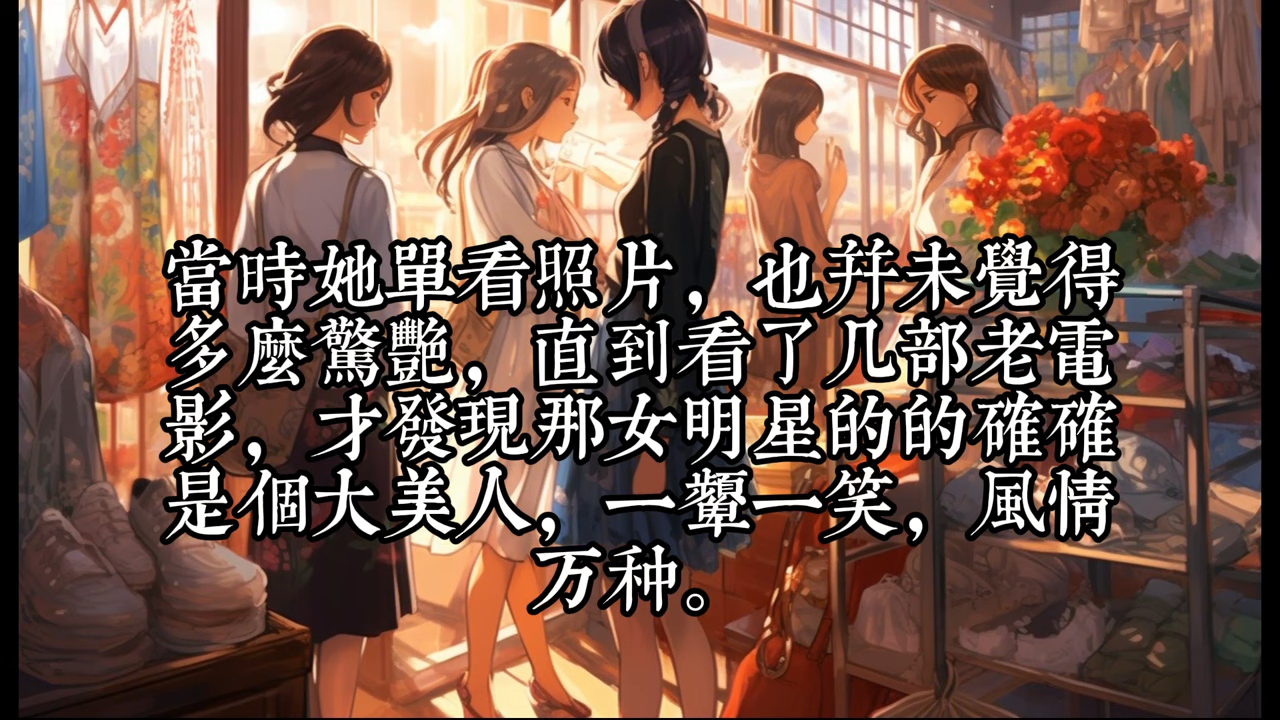 當時她單看照片，也幷未覺得
多麼驚艷，直到看了几部老電
影，才發現那女明星的的確確
是個大美人，一顰一笑，風情
万种。